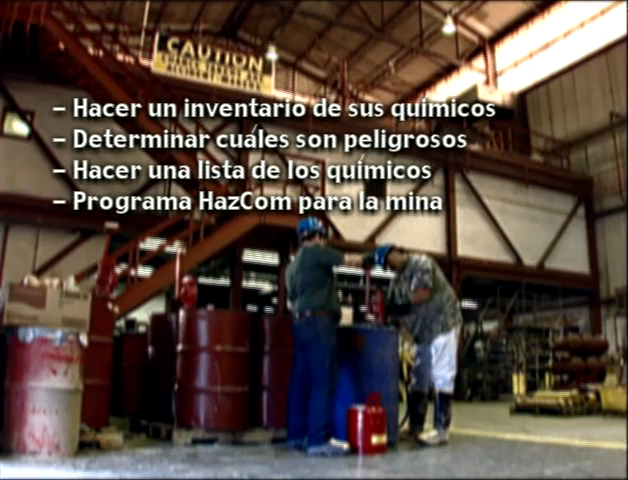 CAUTION
– Hacer un inventario de sus químicos
– Determinar cuáles son peligrosos
– Hacer una lista de los químicos
– Programa HazCom para la mina